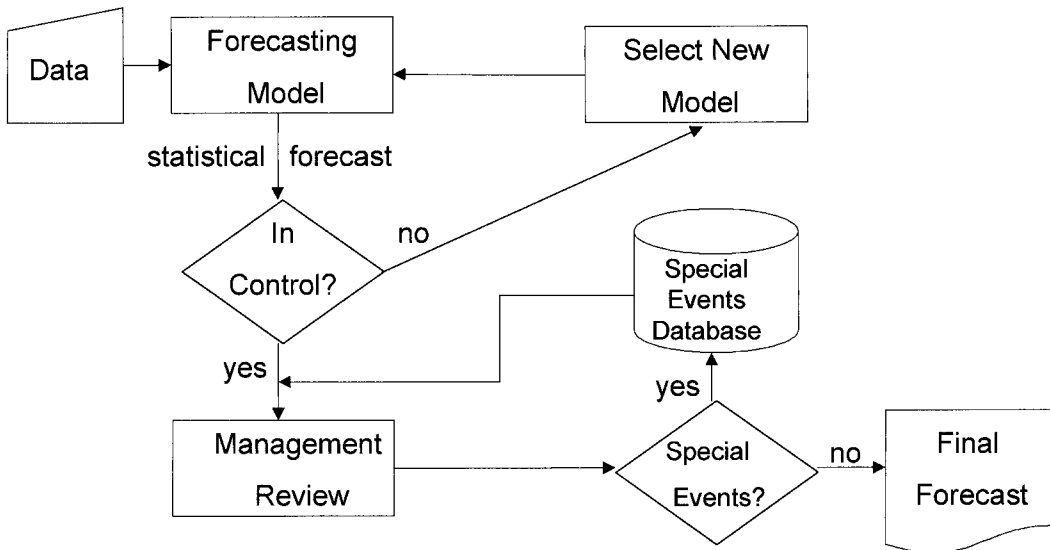 Data
Forecasting
Model
Select New
Model
statistical forecast
In
Control?
no
Special
Events
Database
yes
yes
Management
Review
Special
Events?
no
Final
Forecast